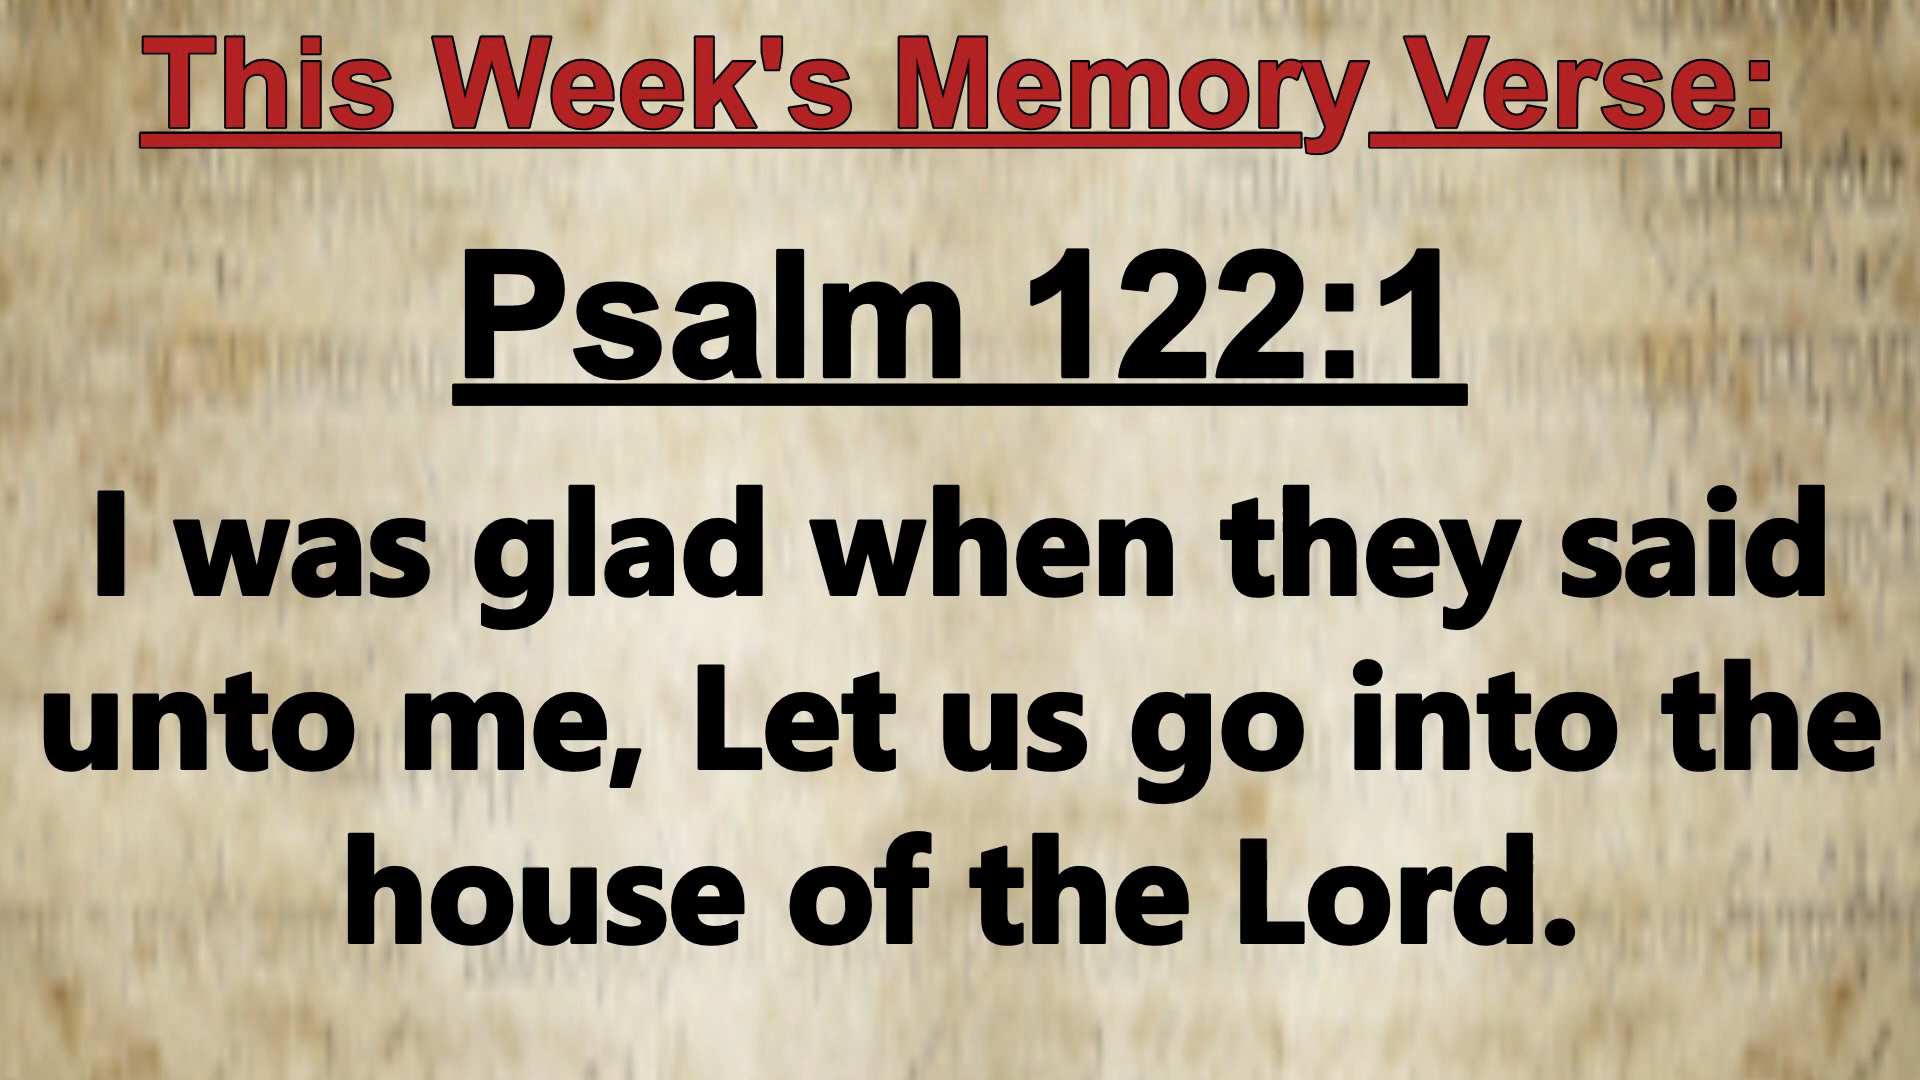 This Week's Memory Verse:
Psalm 122:1
I was glad when they said
unto me, Let us go into the
house of the Lord.